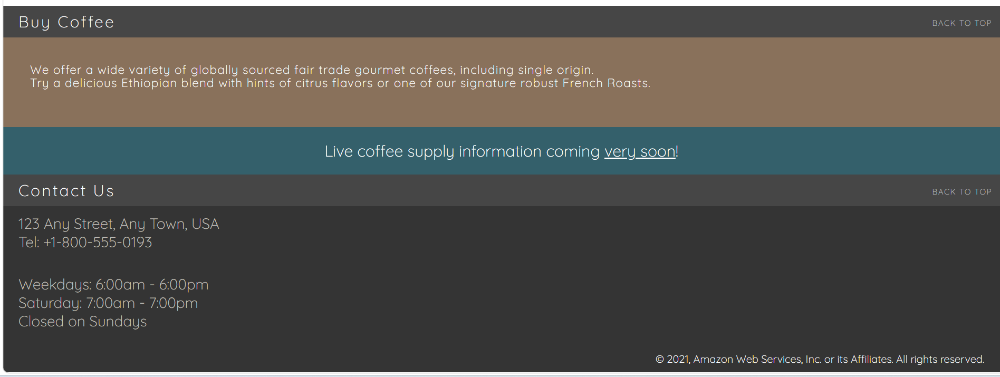 Buy Coffee
BACK TO TOP
We offer a wide variety of globally sourced fair trade gourmet coffees, including single origin.
Try a delicious Ethiopian blend with hints of citrus flavors or one of our signature robust French Roasts.
Live coffee supply information coming very soon!
Contact Us
BACK TO TOP
123 Any Street, Any Town, USA
Tel: +1-800-555-0193
Weekdays: 6:00am - 6:00pm
Saturday: 7:00am - 7:00pm
Closed on Sundays
© 2021, Amazon Web Services, Inc. or its Affiliates. All rights reserved.